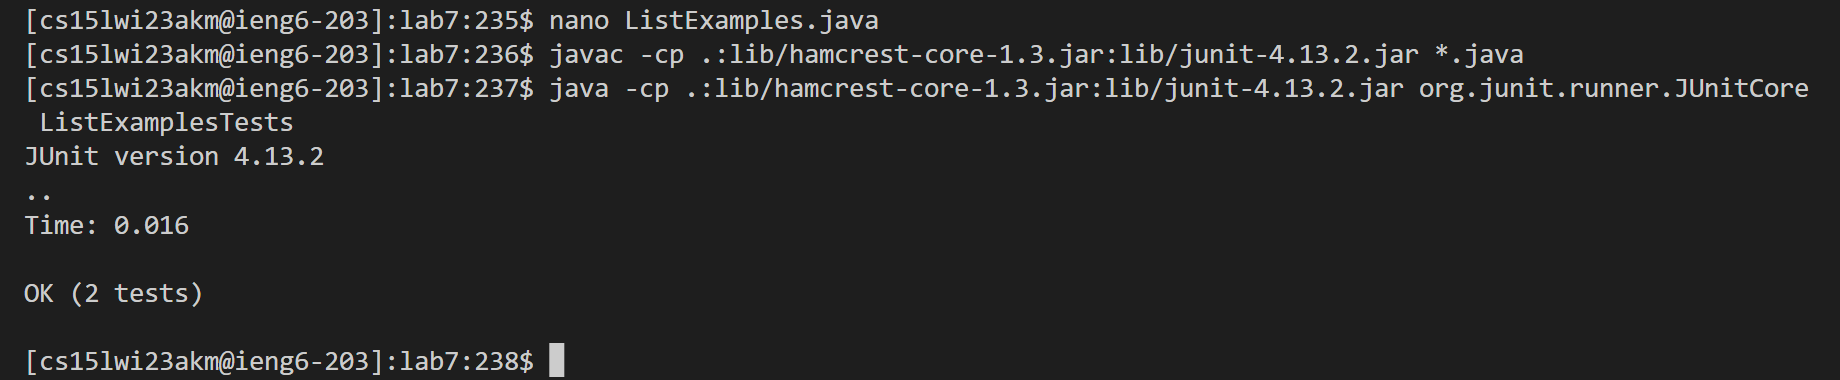 [cs15lwi23akm@ieng6-203]:lab7:235$ nano ListExamples.java
[cs15lwi23akm@ieng6-203]:lab7:236$ javac -cp .:lib/hamcrest-core-1.3.jar:lib/junit-4.13.2.jar *.java
[cs15lwi23akm@ieng6-203]:lab7:237$ java -cp .:lib/hamcrest-core-1.3.jar:lib/junit-4.13.2.jar org.junit.runner.JUnitCore
 ListExamplesTests
JUnit version 4.13.2
..
Time: 0.016
OK (2 tests)
[cs15lwi23akm@ieng6-203]:lab7:238$